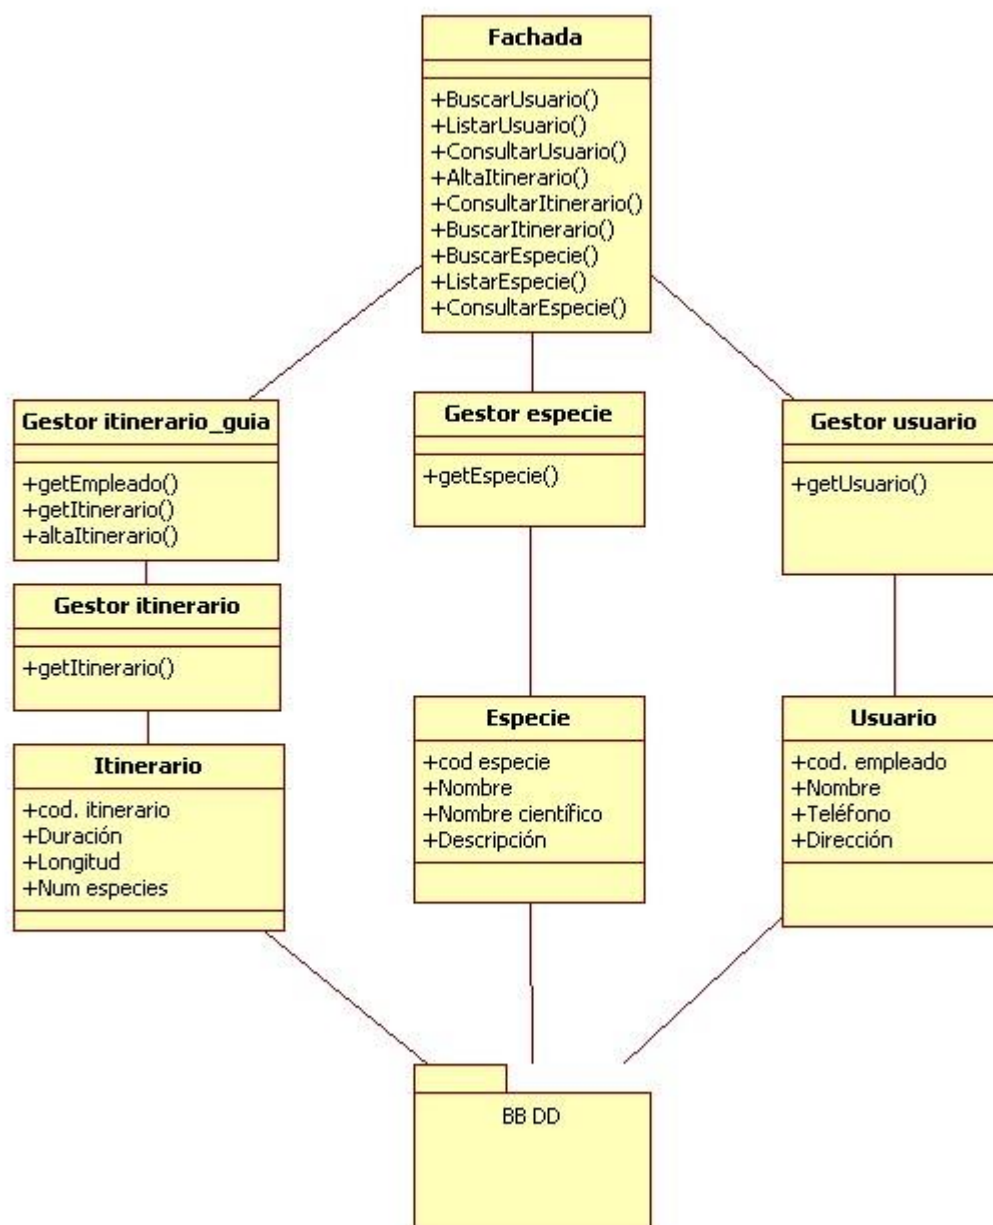 Fachada
+BuscarUsuario()
+ListarUsuario()
+ConsultarUsuario()
+AltaItinerario()
+ConsultarItinerario()
+BuscarItinerario()
+BuscarEspecie()
+ListarEspecie()
+ConsultarEspecie()
Gestor itinerario_guia
+getEmpleado()
+getItinerario()
+altaItinerario()
Gestor especie
+getEspecie()
Gestor usuario
+getUsuario()
Gestor itinerario
+getItinerario()
Itinerario
+cod. itinerario
+Duración
+Longitud
+Num especies
Especie
+cod especie
+Nombre
+Nombre científico
+Descripción
Usuario
+cod. empleado
+Nombre
+Teléfono
+Dirección
BB DD